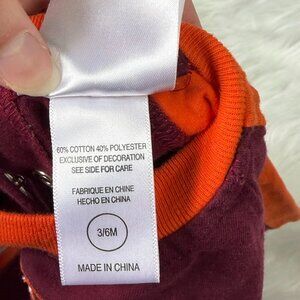 60% COTTON 40% POLYESTER
EXCLUSIVE OF DECORATION
SEE SIDE FOR CARE
FABRIQUE EN CHINE
HECHO EN CHINA
3/6M
MADE IN CHINA